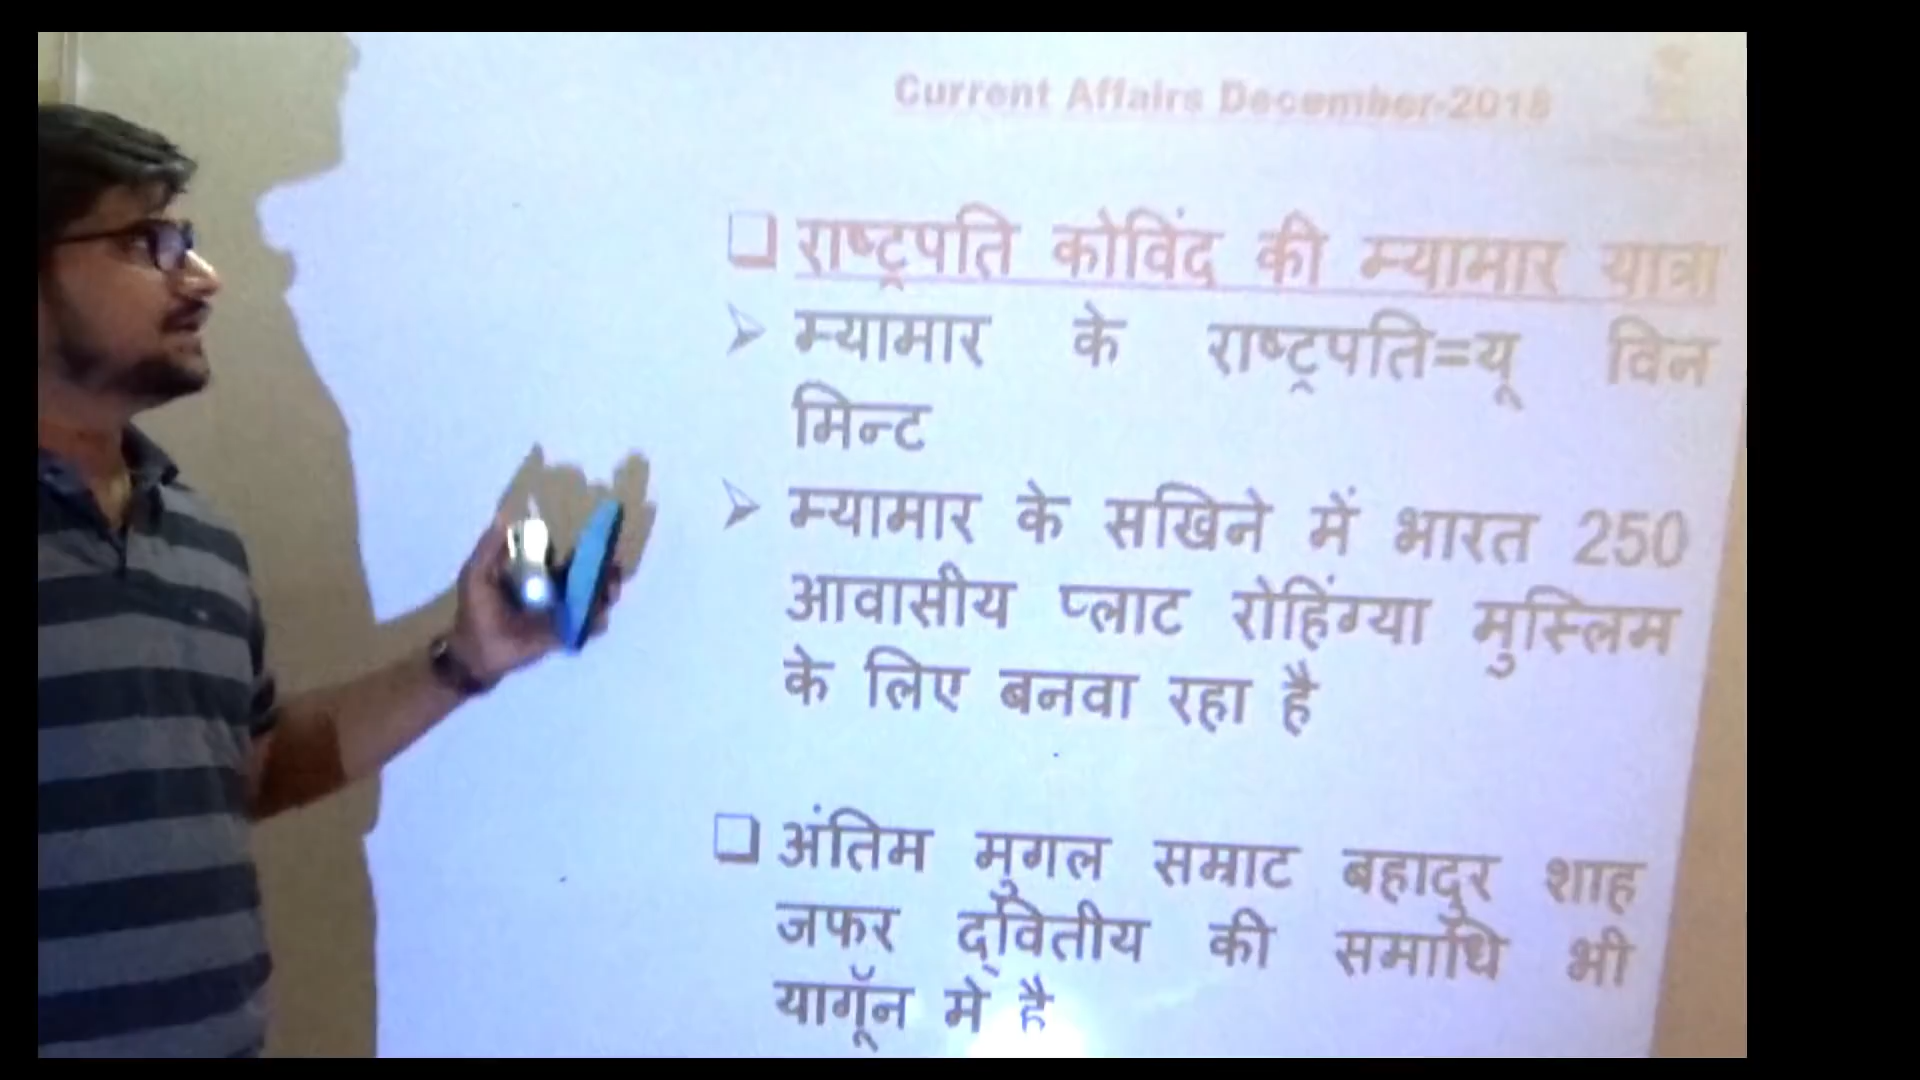 Current Affairs December-2018
राष्ट्रपति कोविंद की म्यामार यात्रा
म्यामार के राष्ट्रपति=यू विन
मिन्ट
म्यामार के सखिने में भारत 250
आवासीय प्लाट रोहिंग्या मुस्लिम
के लिए बनवा रहा है
अंतिम मुगल सम्राट बहादुर शाह
जफर द्वितीय की समाधि भी
यागूॅन में है